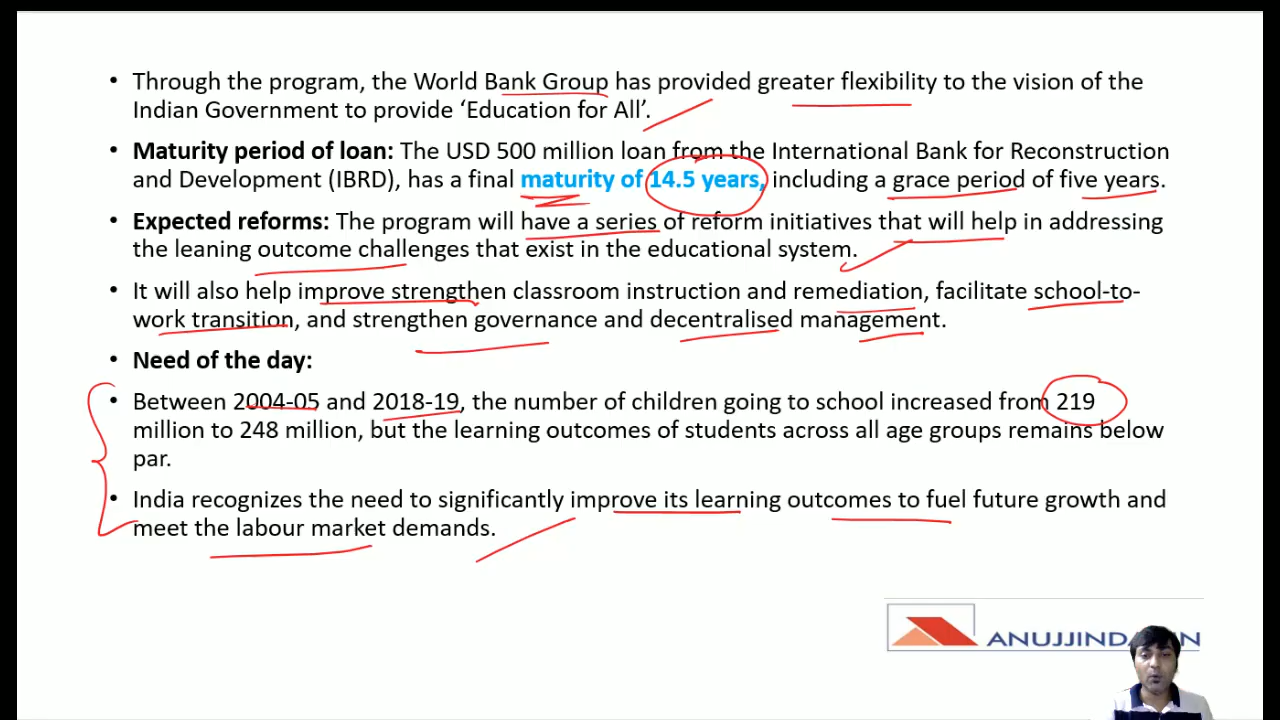 • Through the program, the World Bank Group has provided greater flexibility to the vision of the
Indian Government to provide ‘Education for All’.
• Maturity period of loan: The USD 500 million loan from the International Bank for Reconstruction
and Development (IBRD), has a final maturity of 14.5 years, including a grace period of five years.
• Expected reforms: The program will have a series of reform initiatives that will help in addressing
the leaning outcome challenges that exist in the educational system.
• It will also help improve strengthen classroom instruction and remediation, facilitate school-to-
work transition, and strengthen governance and decentralised management.
• Need of the day:
• Between 2004-05 and 2018-19, the number of children going to school increased from 219
million to 248 million, but the learning outcomes of students across all age groups remains below
par.
• India recognizes the need to significantly improve its learning outcomes to fuel future growth and
meet the labour market demands.